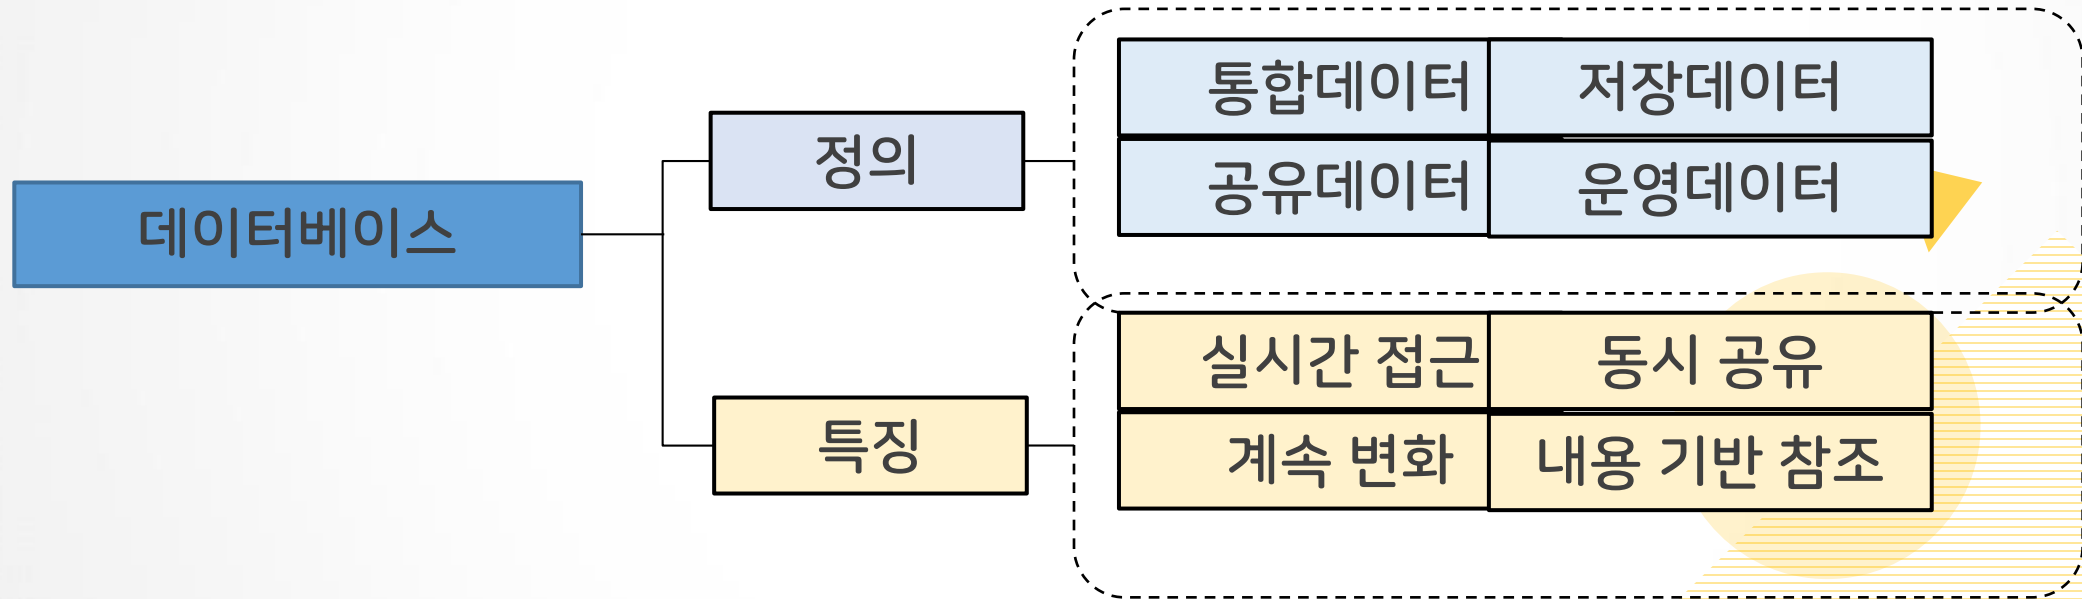 데이터베이스
정의
통합데이터 저장데이터
공유데이터 운영데이터
특징
실시간 접근 동시 공유
계속 변화 내용 기반 참조